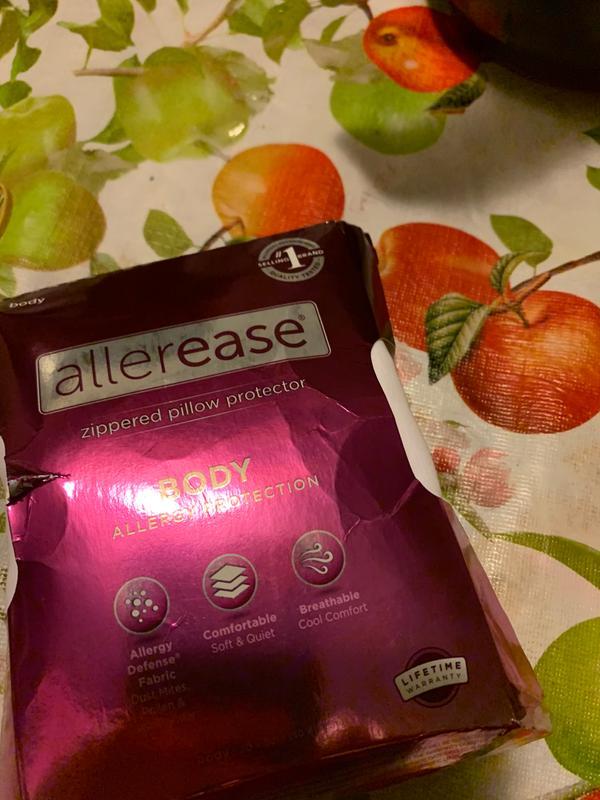 body
#1
SELLING BRAND
QUALITY TESTED
allerease®
zippered pillow protector
BODY
ALLERGY PROTECTION
Allergy
Defense®
Fabric
Dust Mites,
Pollen &
Comfortable
Soft & Quiet
Breathable
Cool Comfort
LIFETIME
WARRANTY